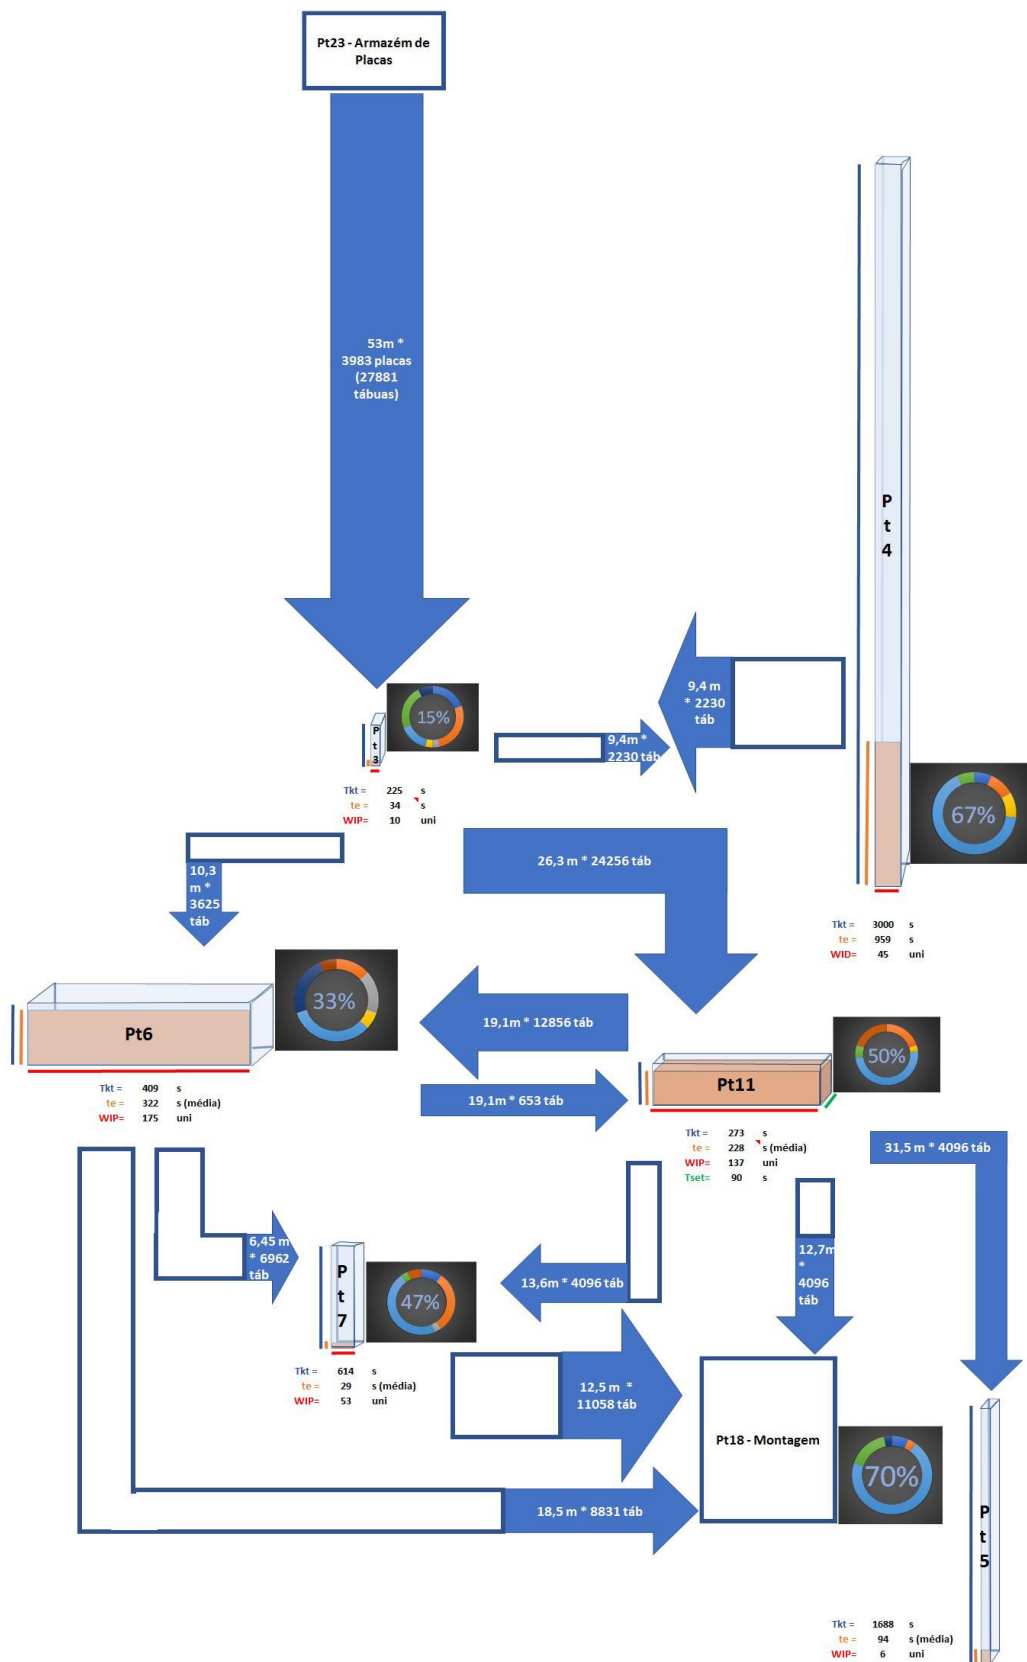 Pt23 - Armazém de
Placas
53m *
3983 placas
(27881
tábuas)
P
t
4
9,4 m
* 2230
táb
9,4m *
2230 táb
15%
P
t
3
Tkt = 225 s
te = 34 s
WIP= 10 uni
67%
Tkt = 3000 s
te = 959 s
WID= 45 uni
26,3 m * 24256 táb
10,3
m *
3625
táb
33%
Pt6
19,1m * 12856 táb
50%
Pt11
19,1m * 653 táb
Tkt = 409 s
te = 322 s (média)
WIP= 175 uni
Tkt = 273 s
te = 228 s (média)
WIP= 137 uni
Tset= 90 s
31,5 m * 4096 táb
6,45 m
* 6962
táb
P
t
7
47%
13,6m * 4096 táb
12,7m
*
4096
táb
Tkt = 614 s
te = 29 s (média)
WIP= 53 uni
12,5 m *
11058 táb
Pt18 - Montagem
70%
18,5 m * 8831 táb
P
t
5
Tkt = 1688 s
te = 94 s (média)
WIP= 6 uni